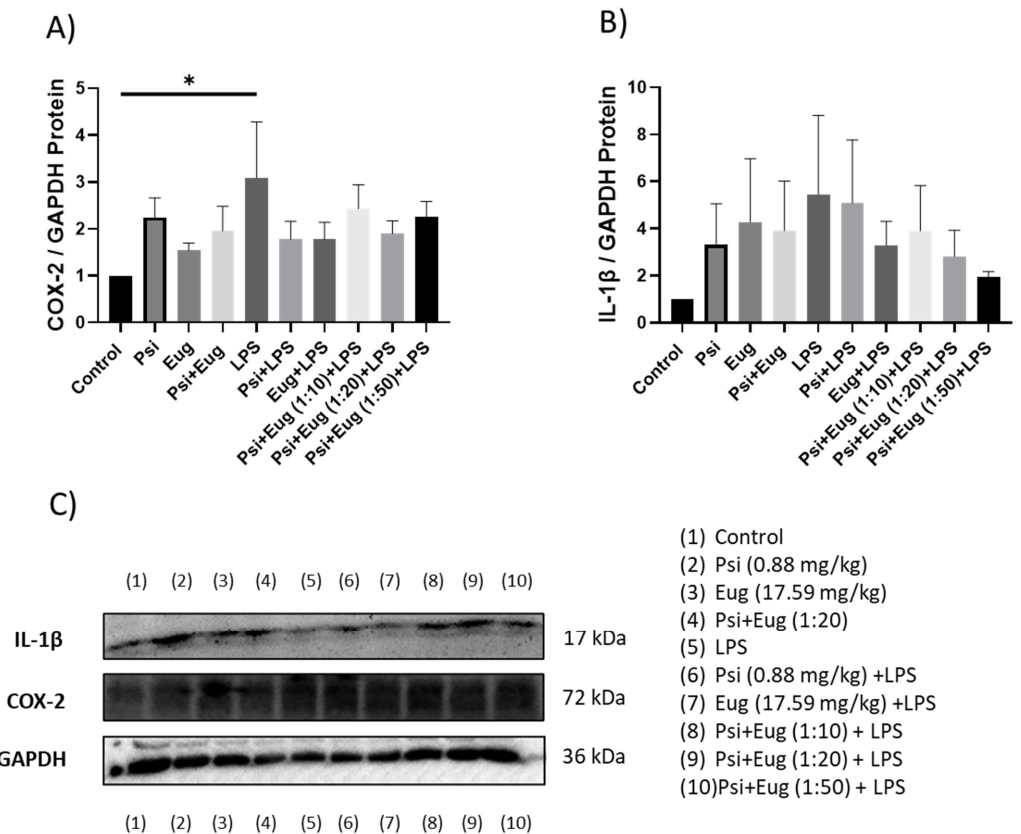 A)
COX-2 / GAPDH Protein
5
4
3
2
1
0
*
Control
Psi
Eug
Psi+Eug
LPS
Psi+LPS
Eug+LPS
Psi+Eug (1:10)+LPS
Psi+Eug (1:20)+LPS
Psi+Eug (1:50)+LPS
B)
IL-1β / GAPDH Protein
10
8
6
4
2
0
Control
Psi
Eug
Psi+Eug
LPS
Psi+LPS
Eug+LPS
Psi+Eug (1:10)+LPS
Psi+Eug (1:20)+LPS
Psi+Eug (1:50)+LPS
C)
(1) (2) (3) (4) (5) (6) (7) (8) (9) (10)
IL-1β 17 kDa
COX-2 72 kDa
GAPDH 36 kDa
(1) (2) (3) (4) (5) (6) (7) (8) (9) (10)
(1) Control
(2) Psi (0.88 mg/kg)
(3) Eug (17.59 mg/kg)
(4) Psi+Eug (1:20)
(5) LPS
(6) Psi (0.88 mg/kg) +LPS
(7) Eug (17.59 mg/kg) +LPS
(8) Psi+Eug (1:10) + LPS
(9) Psi+Eug (1:20) + LPS
(10)Psi+Eug (1:50) + LPS